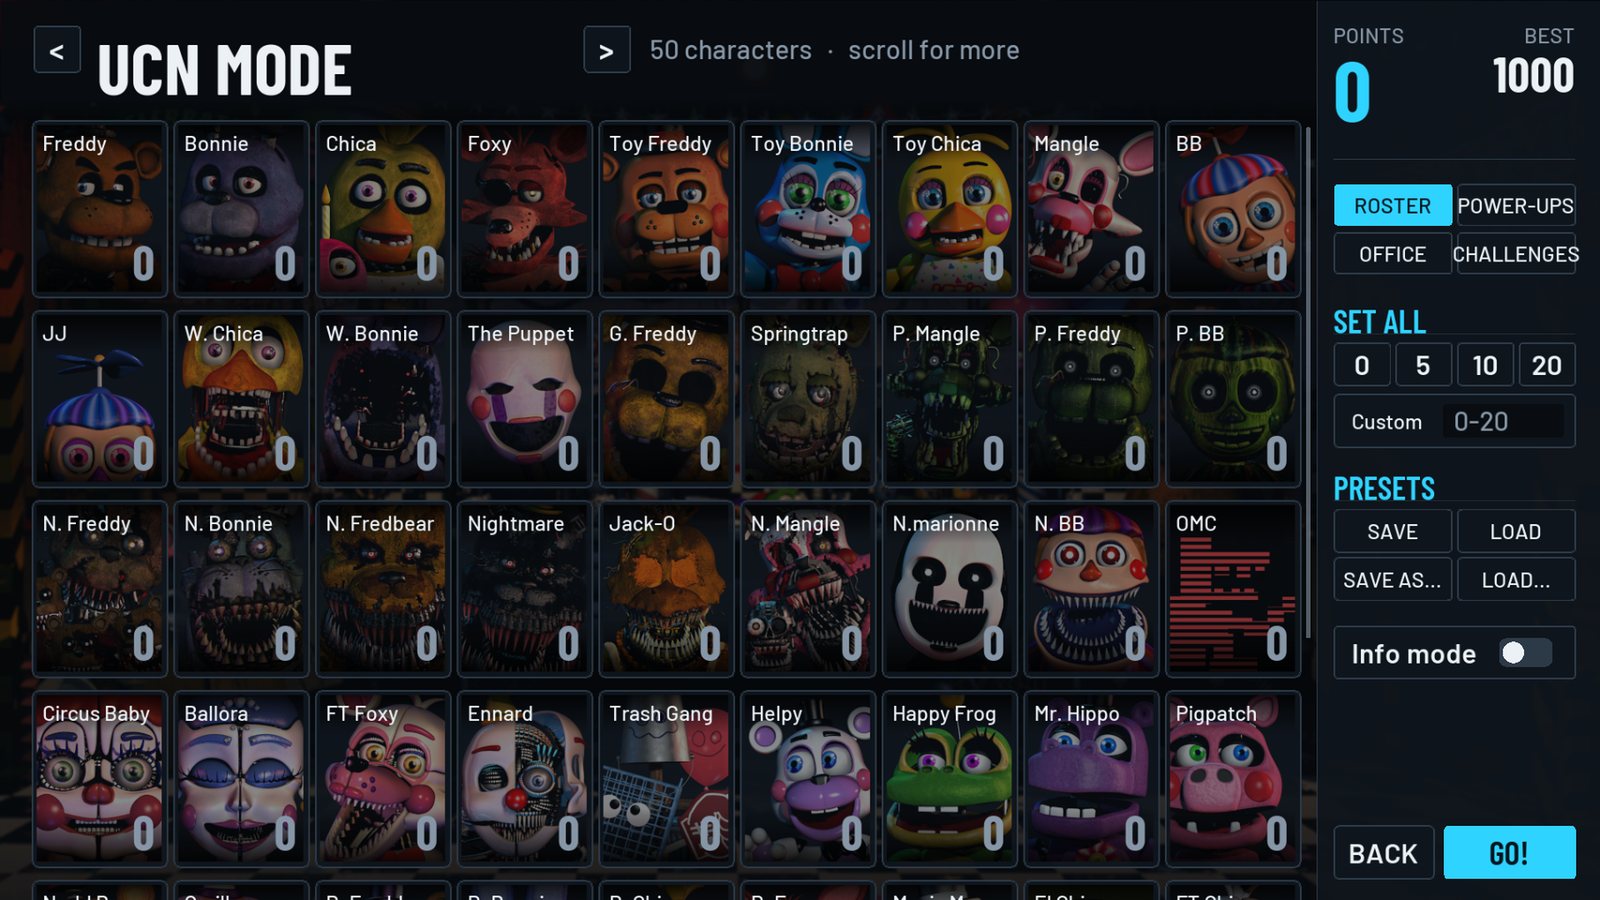 < UCN MODE > 50 characters · scroll for more
POINTS BEST
0 1000
Freddy Bonnie Chica Foxy Toy Freddy Toy Bonnie Toy Chica Mangle BB
0 0 0 0 0 0 0 0 0
JJ W. Chica W. Bonnie The Puppet G. Freddy Springtrap P. Mangle P. Freddy P. BB
0 0 0 0 0 0 0 0 0
N. Freddy N. Bonnie N. Fredbear Nightmare Jack-O N. Mangle N.marionne N. BB OMC
0 0 0 0 0 0 0 0 0
Circus Baby Ballora FT Foxy Ennard Trash Gang Helpy Happy Frog Mr. Hippo Pigpatch
0 0 0 0 0 0 0 0 0
ROSTER POWER-UPS
OFFICE CHALLENGES
SET ALL
0 5 10 20
Custom 0-20
PRESETS
SAVE LOAD
SAVE AS... LOAD...
Info mode
BACK GO!